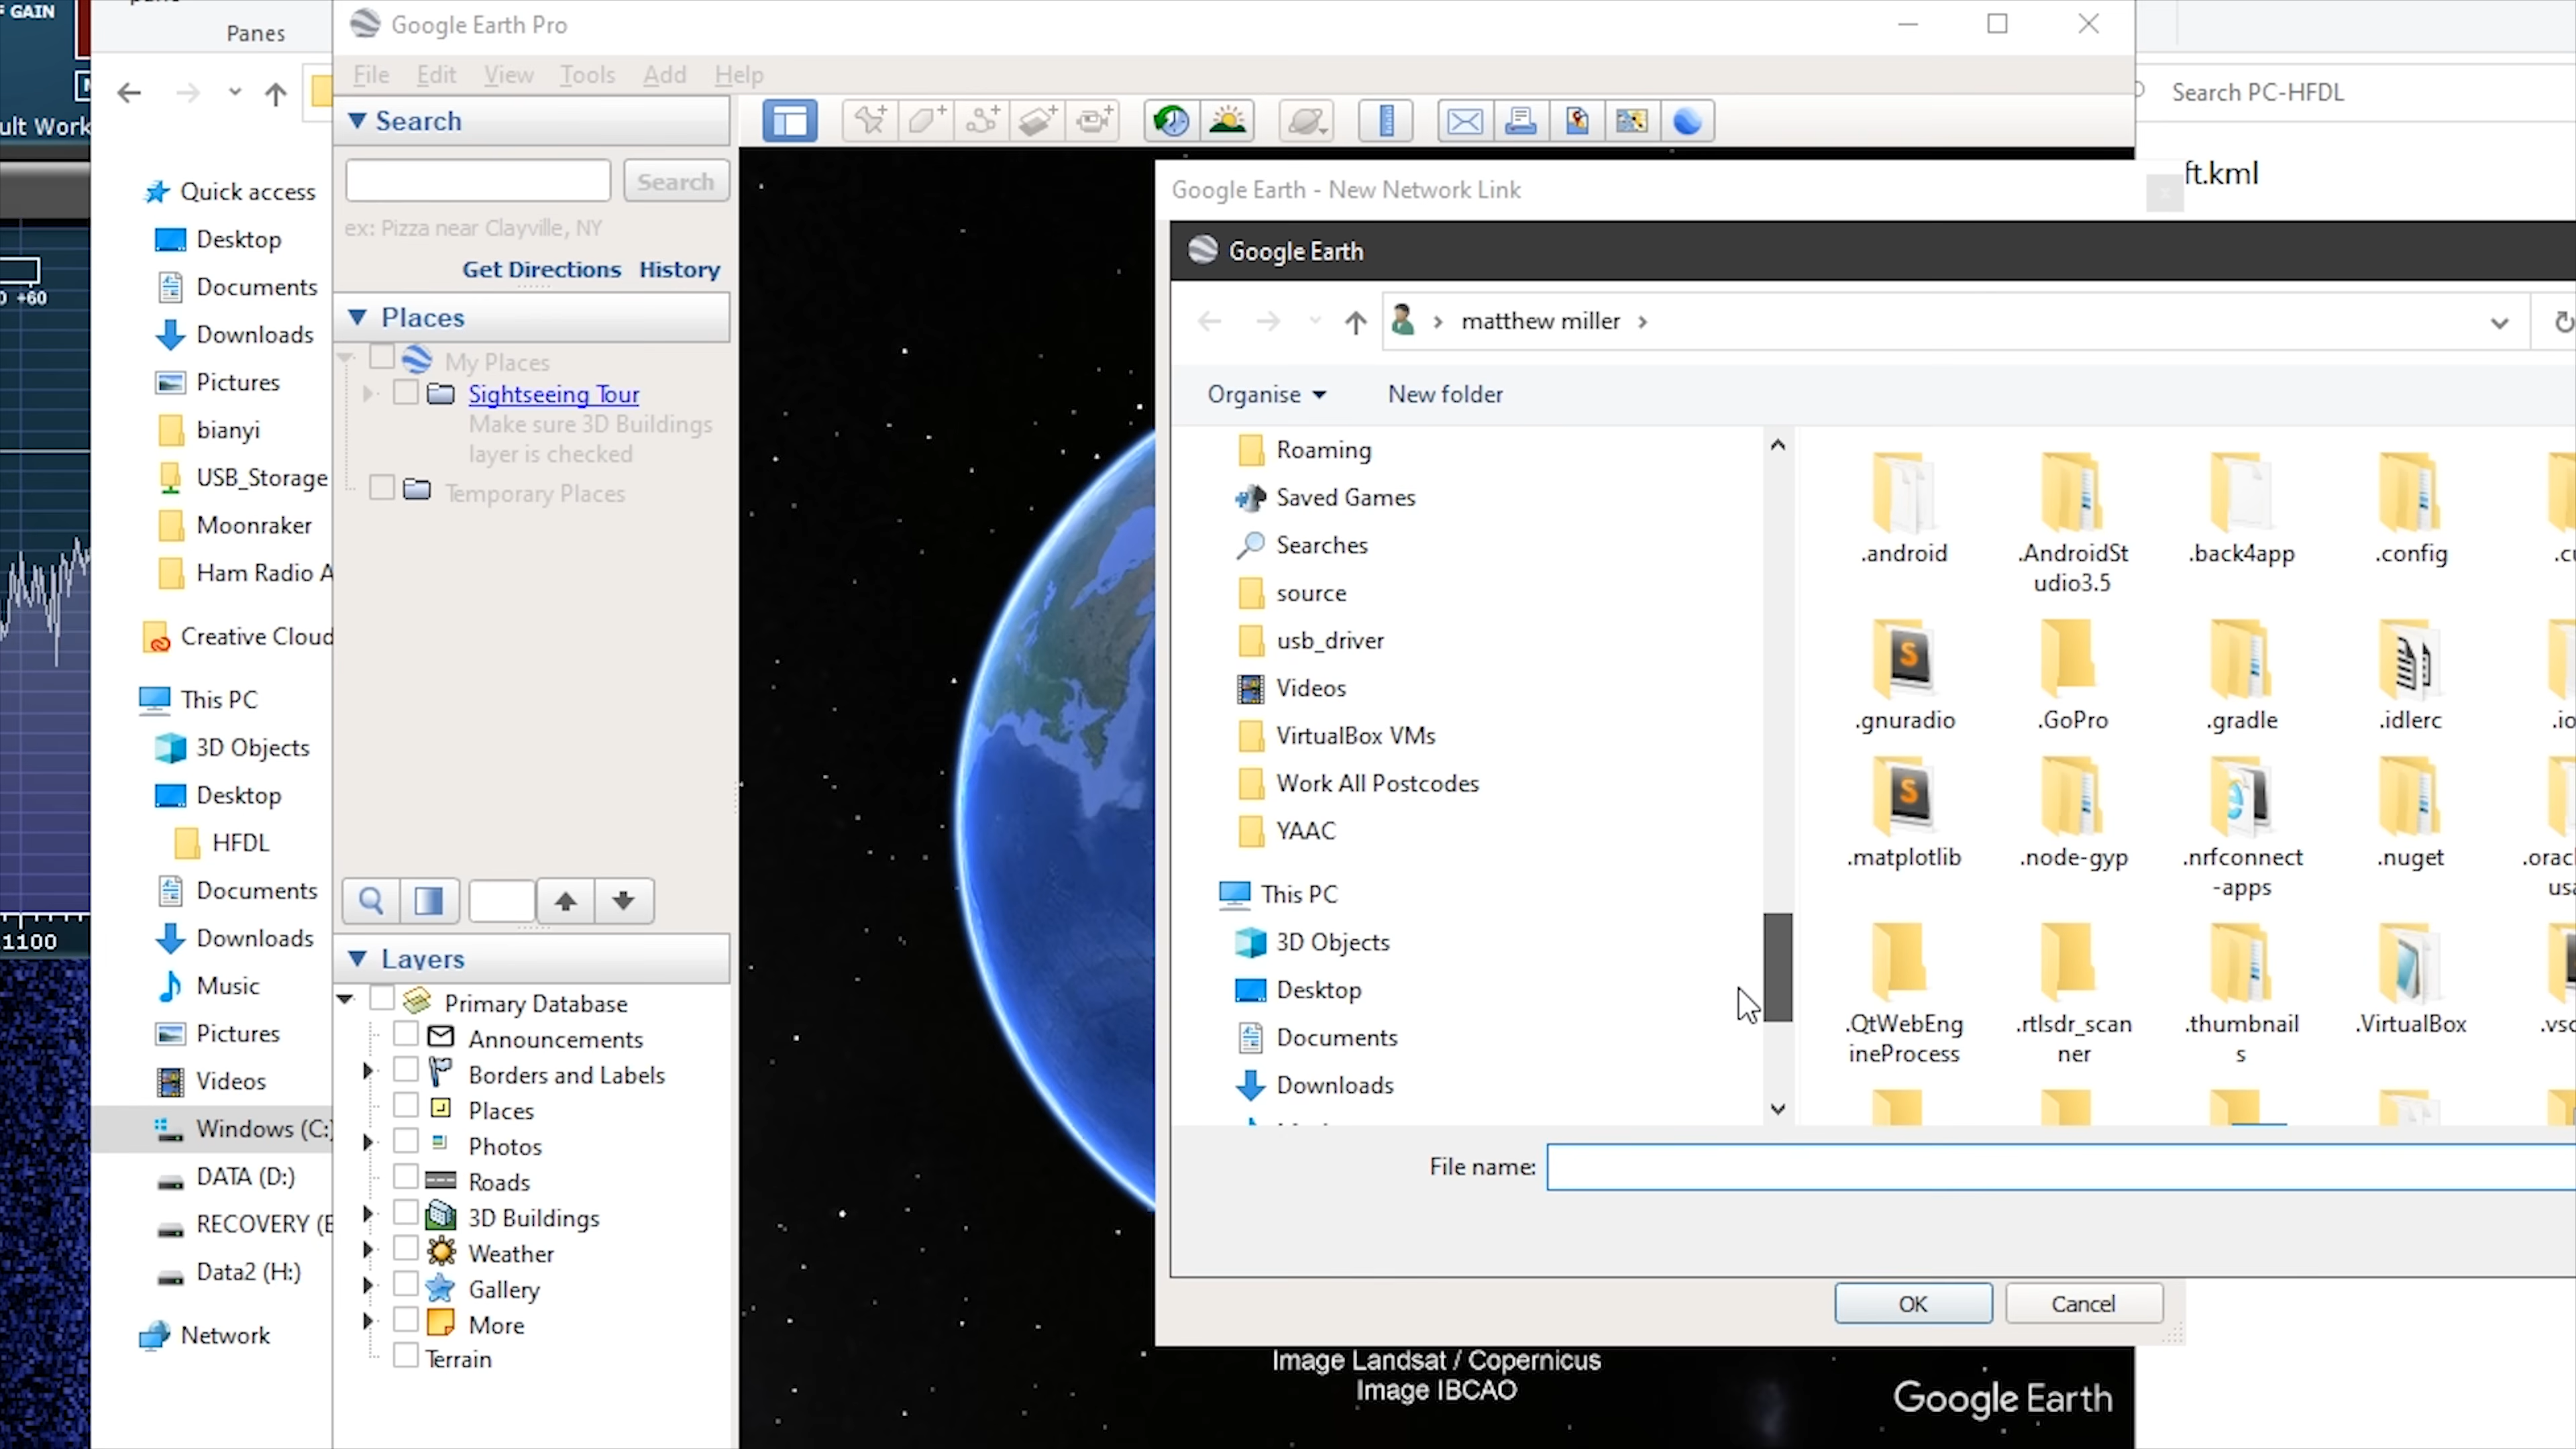 F GAIN
Panes
ult Work
0 +60
1100
Quick access
Desktop
Documents
Downloads
Pictures
bianyi
USB_Storage
Moonraker
Ham Radio A
Creative Cloud
This PC
3D Objects
Desktop
HFDL
Documents
Downloads
Music
Pictures
Videos
Windows (C:)
DATA (D:)
RECOVERY (E
Data2 (H:)
Network
Google Earth Pro
File Edit View Tools Add Help
Search
Search
ex: Pizza near Clayville, NY
Get Directions History
Places
My Places
Sightseeing Tour
Make sure 3D Buildings
layer is checked
Temporary Places
Layers
Primary Database
Announcements
Borders and Labels
Places
Photos
Roads
3D Buildings
Weather
Gallery
More
Terrain
Search PC-HFDL
ft.kml
Google Earth - New Network Link
Google Earth
matthew miller
Organise New folder
Roaming
Saved Games
Searches
source
usb_driver
Videos
VirtualBox VMs
Work All Postcodes
YAAC
This PC
3D Objects
Desktop
Documents
Downloads
.android
.AndroidSt
udio3.5
.back4app
.config
.gnuradio
.GoPro
.gradle
.idlerc
.matplotlib
.node-gyp
.nrfconnect
-apps
.nuget
.QtWebEng
ineProcess
.rtlsdr_scan
ner
.thumbnail
s
.VirtualBox
File name:
OK Cancel
Image Landsat / Copernicus
Image IBCAO
Google Earth